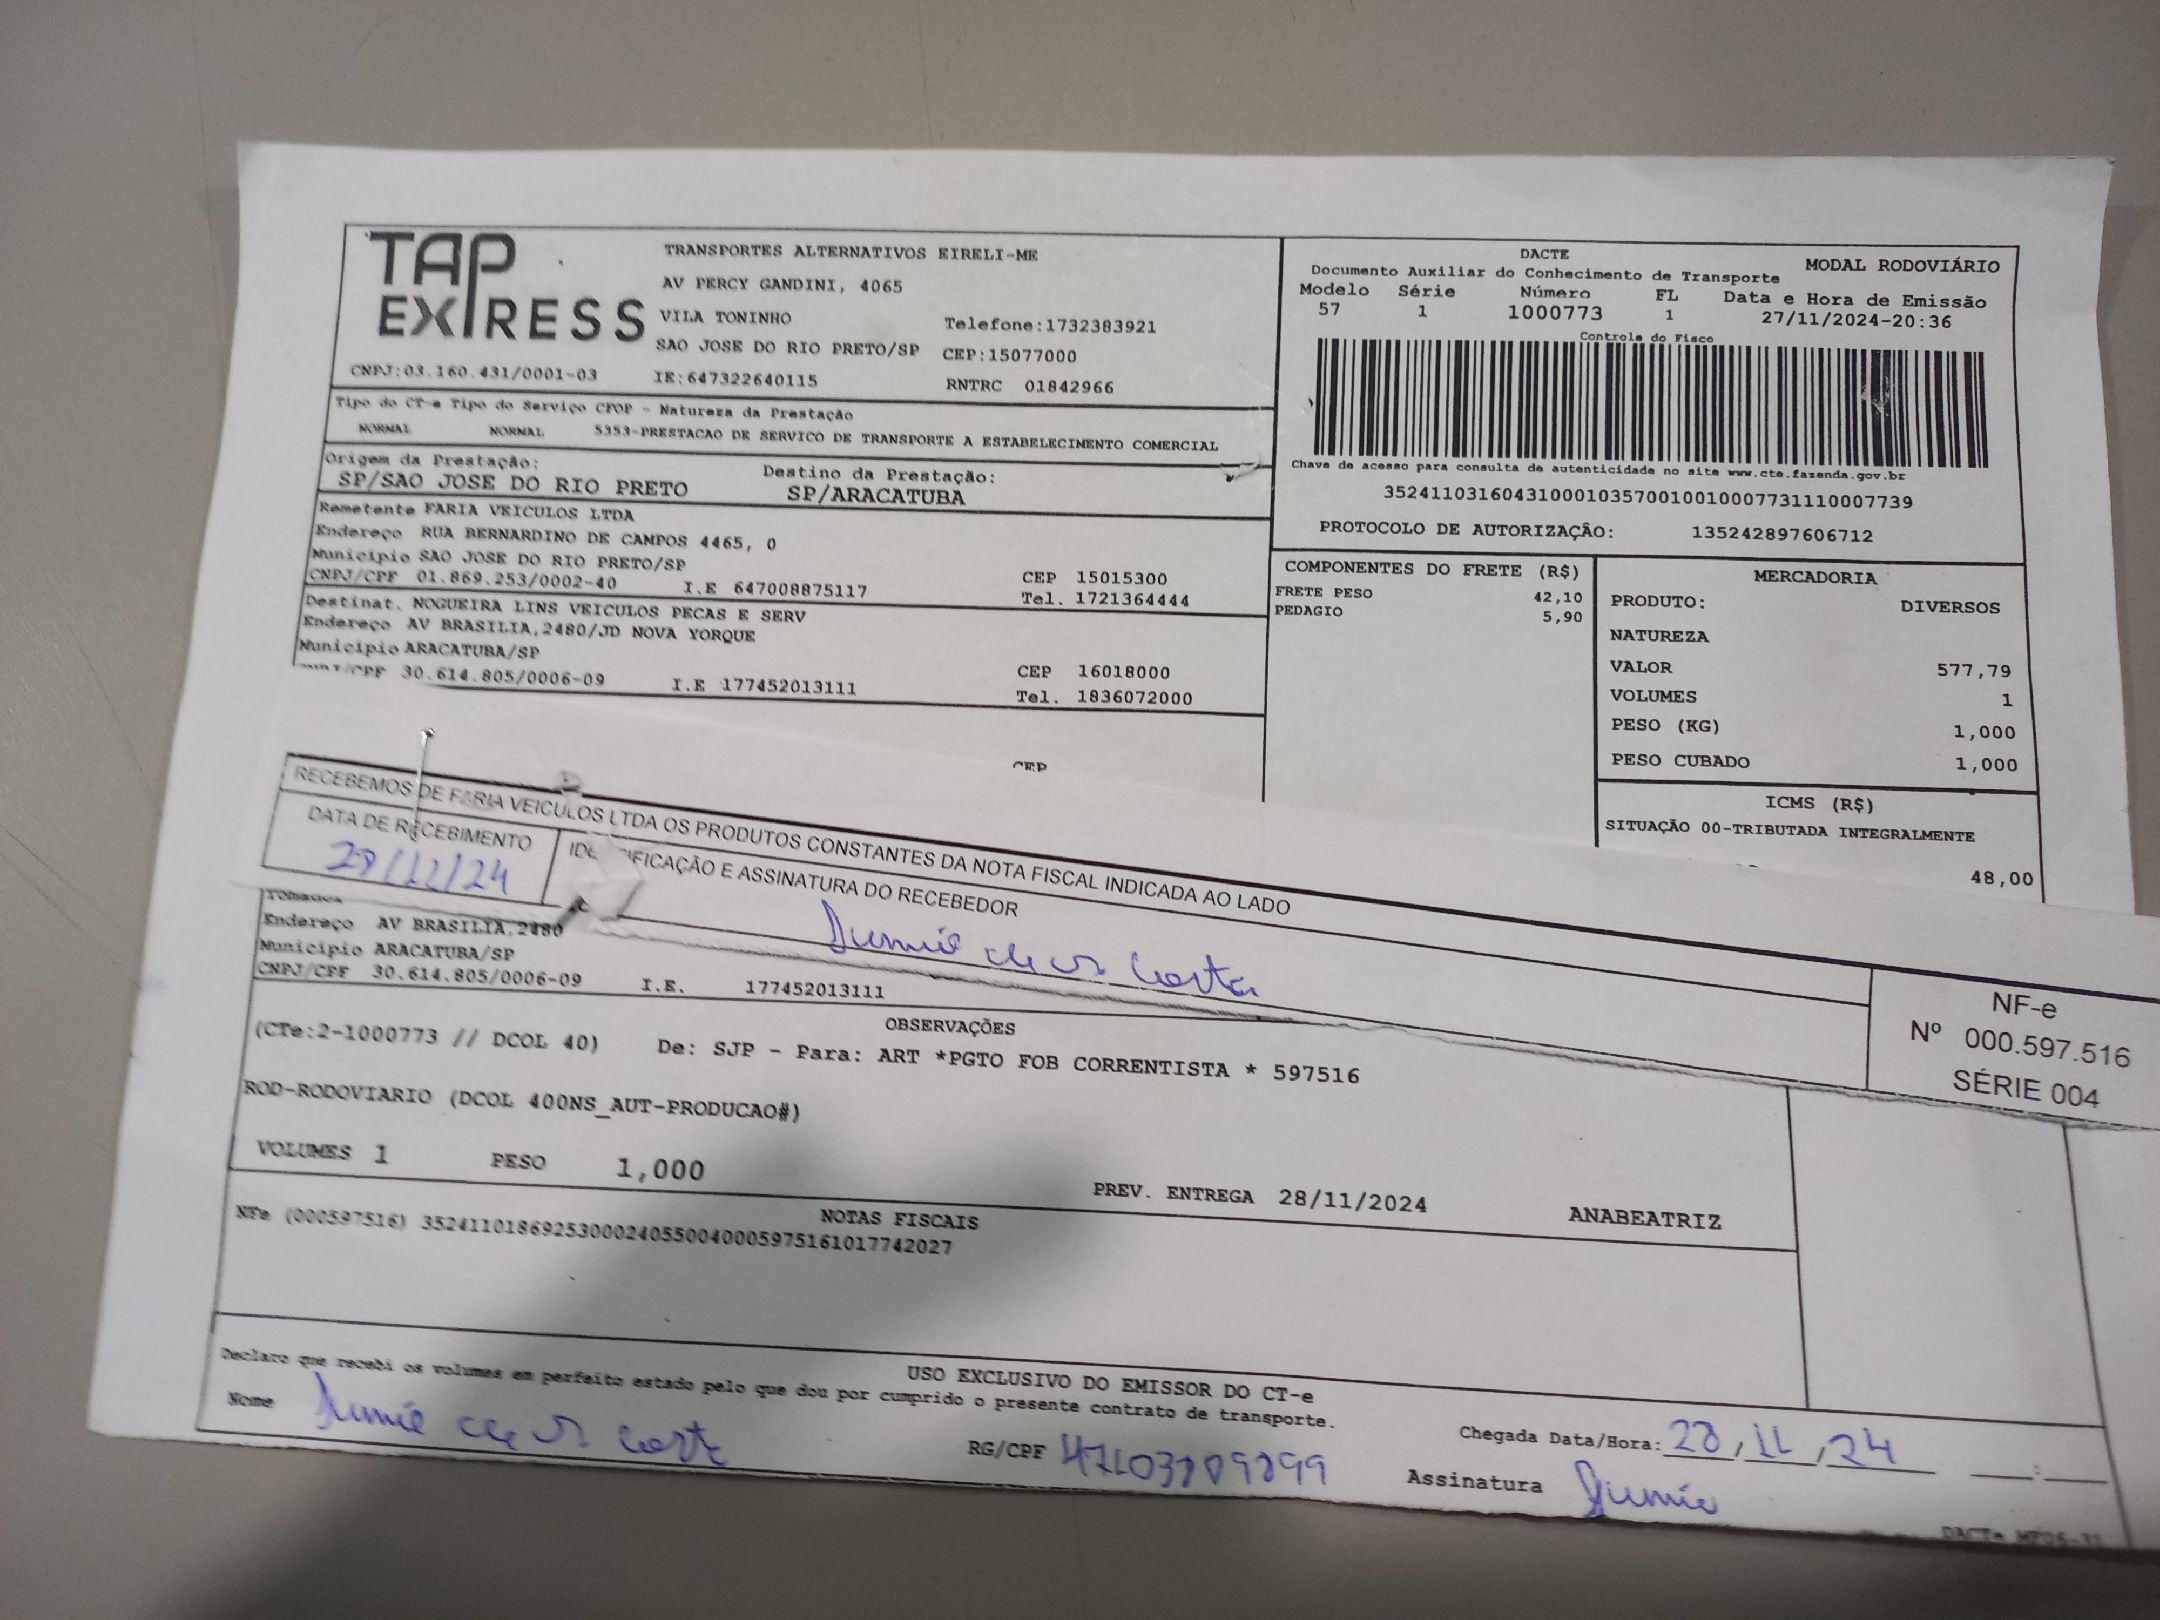 TAP EXPRESS
TRANSPORTES ALTERNATIVOS EIRELI-ME
AV PERCY GANDINI, 4065
VILA TONINHO Telefone:1732383921
SAO JOSE DO RIO PRETO/SP CEP:15077000
CNPJ:03.160.431/0001-03 IE:647322640115 RNTRC 01842966
DACTE MODAL RODOVIÁRIO
Documento Auxiliar do Conhecimento de Transporte
Modelo Série Número FL Data e Hora de Emissão
57 1 1000773 1 27/11/2024-20:36
Controle do Fisco
Chave de acesso para consulta de autenticidade no site www.cte.fazenda.gov.br
35241103160431000103570010010007731110007739
PROTOCOLO DE AUTORIZAÇÃO: 135242897606712
Tipo do CT-e Tipo do Serviço CFOP - Natureza da Prestação
NORMAL NORMAL 5353-PRESTACAO DE SERVICO DE TRANSPORTE A ESTABELECIMENTO COMERCIAL
Origem da Prestação: Destino da Prestação:
SP/SAO JOSE DO RIO PRETO SP/ARACATUBA
Remetente FARIA VEICULOS LTDA
Endereço RUA BERNARDINO DE CAMPOS 4465, 0
Município SAO JOSE DO RIO PRETO/SP CEP 15015300
CNPJ/CPF 01.869.253/0002-40 I.E 647008875117 Tel. 1721364444
Destinat. NOGUEIRA LINS VEICULOS PECAS E SERV
Endereço AV BRASILIA,2480/JD NOVA YORQUE
Município ARACATUBA/SP CEP 16018000
CNPJ/CPF 30.614.805/0006-09 I.E 177452013111 Tel. 1836072000
CEP
COMPONENTES DO FRETE (R$)
FRETE PESO 42,10
PEDAGIO 5,90
MERCADORIA
PRODUTO: DIVERSOS
NATUREZA
VALOR 577,79
VOLUMES 1
PESO (KG) 1,000
PESO CUBADO 1,000
ICMS (R$)
SITUAÇÃO 00-TRIBUTADA INTEGRALMENTE
48,00
RECEBEMOS DE FARIA VEICULOS LTDA OS PRODUTOS CONSTANTES DA NOTA FISCAL INDICADA AO LADO
DATA DE RECEBIMENTO IDENTIFICAÇÃO E ASSINATURA DO RECEBEDOR
28/11/24
NF-e
Nº 000.597.516
SÉRIE 004
Tomador
Endereço AV BRASILIA,2480
Município ARACATUBA/SP
CNPJ/CPF 30.614.805/0006-09 I.E. 177452013111
OBSERVAÇÕES
(CTe:2-1000773 // DCOL 40) De: SJP - Para: ART *PGTO FOB CORRENTISTA * 597516
ROD-RODOVIARIO (DCOL 400NS_AUT-PRODUCAO#)
VOLUMES 1 PESO 1,000 PREV. ENTREGA 28/11/2024 ANABEATRIZ
NOTAS FISCAIS
NFe (000597516) 35241101869253000240550040005975161017742027
USO EXCLUSIVO DO EMISSOR DO CT-e
Declaro que recebi os volumes em perfeito estado pelo que dou por cumprido o presente contrato de transporte.
Nome RG/CPF Chegada Data/Hora: 28/11/24 __:__
Assinatura